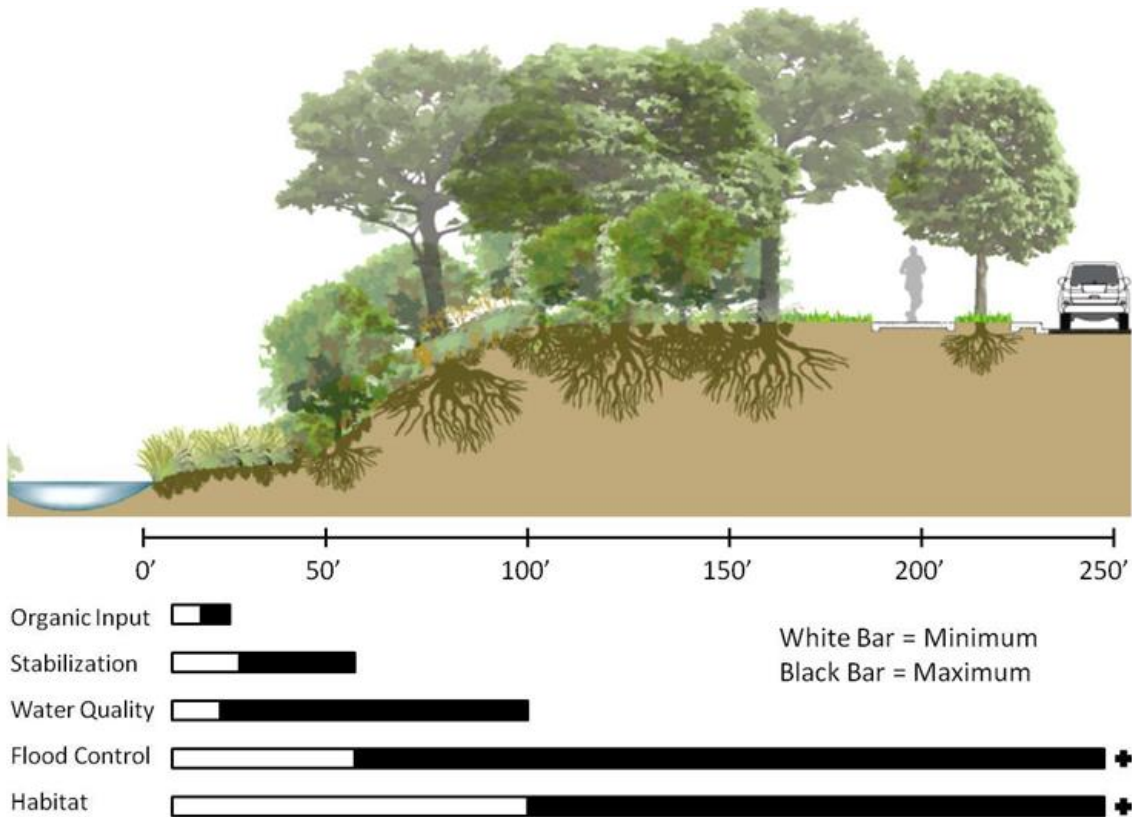 0' 50' 100' 150' 200' 250'
Organic Input
Stabilization
Water Quality
Flood Control
Habitat
White Bar = Minimum
Black Bar = Maximum